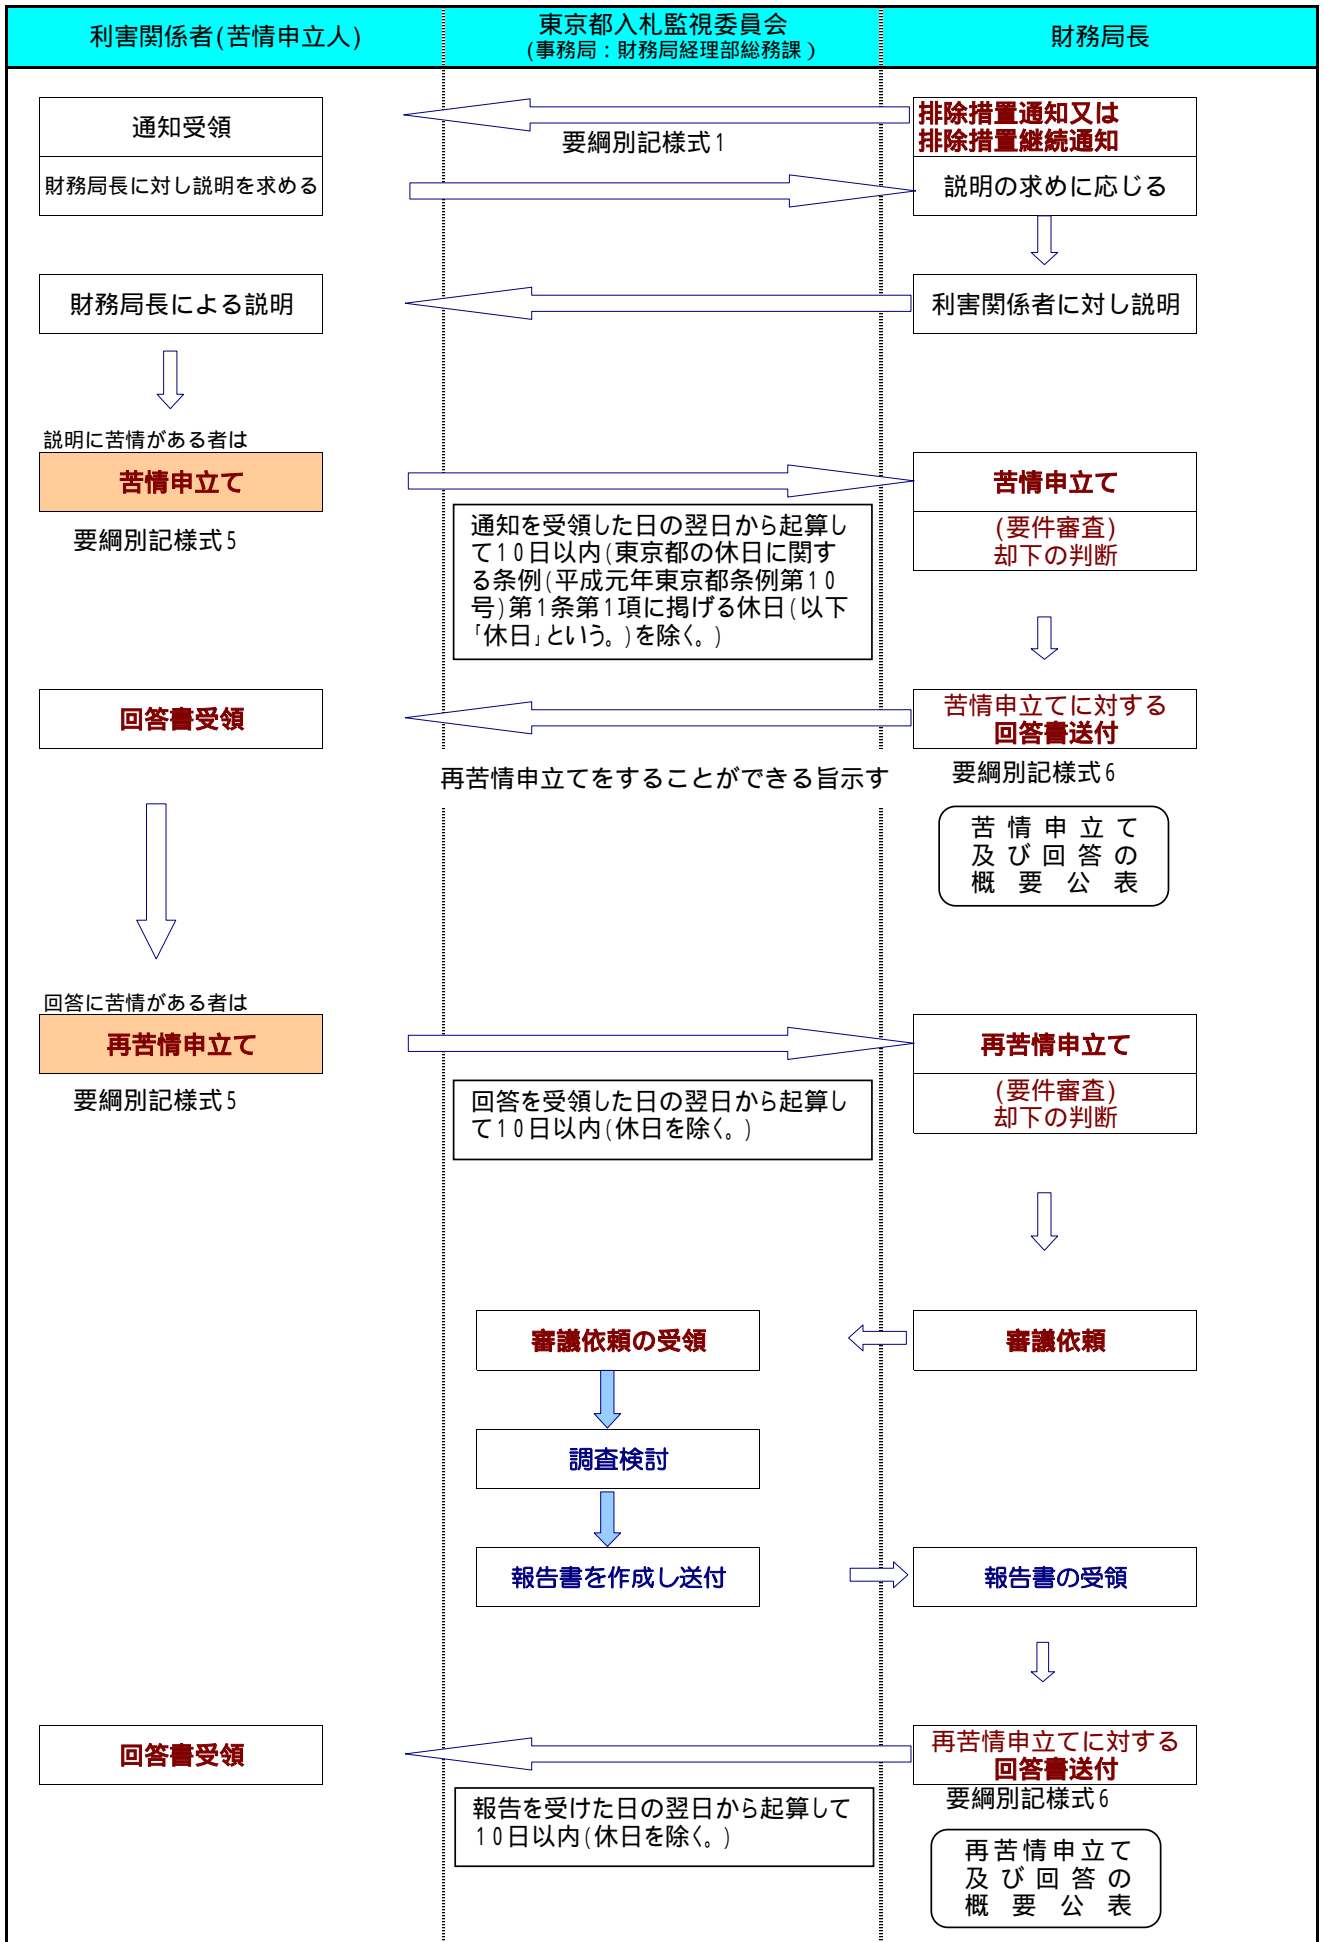 利害関係者(苦情申立人)
東京都入札監視委員会
(事務局：財務局経理部総務課)
財務局長
通知受領
排除措置通知又は
排除措置継続通知
要綱別記様式1
財務局長に対し説明を求める
説明の求めに応じる
財務局長による説明
利害関係者に対し説明
説明に苦情がある者は
苦情申立て
苦情申立て
要綱別記様式5
通知を受領した日の翌日から起算し
て10日以内(東京都の休日に関す
る条例(平成元年東京都条例第10
号)第1条第1項に掲げる休日(以下
「休日」という。)を除く。)
(要件審査)
却下の判断
回答書受領
苦情申立てに対する
回答書送付
再苦情申立てをすることができる旨示す
要綱別記様式6
苦情申立て
及び回答の
概要公表
回答に苦情がある者は
再苦情申立て
再苦情申立て
要綱別記様式5
回答を受領した日の翌日から起算し
て10日以内(休日を除く。)
(要件審査)
却下の判断
審議依頼の受領
審議依頼
調査検討
報告書を作成し送付
報告書の受領
回答書受領
再苦情申立てに対する
回答書送付
要綱別記様式6
報告を受けた日の翌日から起算して
10日以内(休日を除く。)
再苦情申立て
及び回答の
概要公表